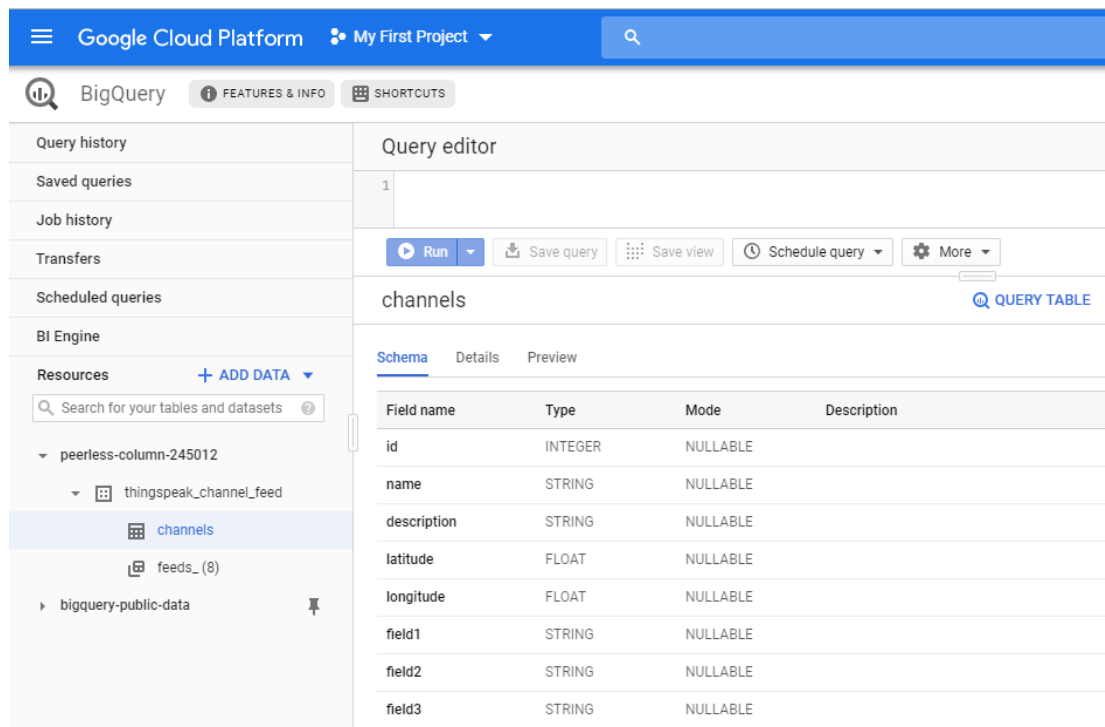 Google Cloud Platform My First Project
BigQuery FEATURES & INFO SHORTCUTS
Query history
Saved queries
Job history
Transfers
Scheduled queries
BI Engine
Resources + ADD DATA
Search for your tables and datasets
peerless-column-245012
thingspeak_channel_feed
channels
feeds_ (8)
bigquery-public-data
Query editor
1
Run Save query Save view Schedule query More
channels QUERY TABLE
Schema Details Preview
Field name Type Mode Description
id INTEGER NULLABLE
name STRING NULLABLE
description STRING NULLABLE
latitude FLOAT NULLABLE
longitude FLOAT NULLABLE
field1 STRING NULLABLE
field2 STRING NULLABLE
field3 STRING NULLABLE